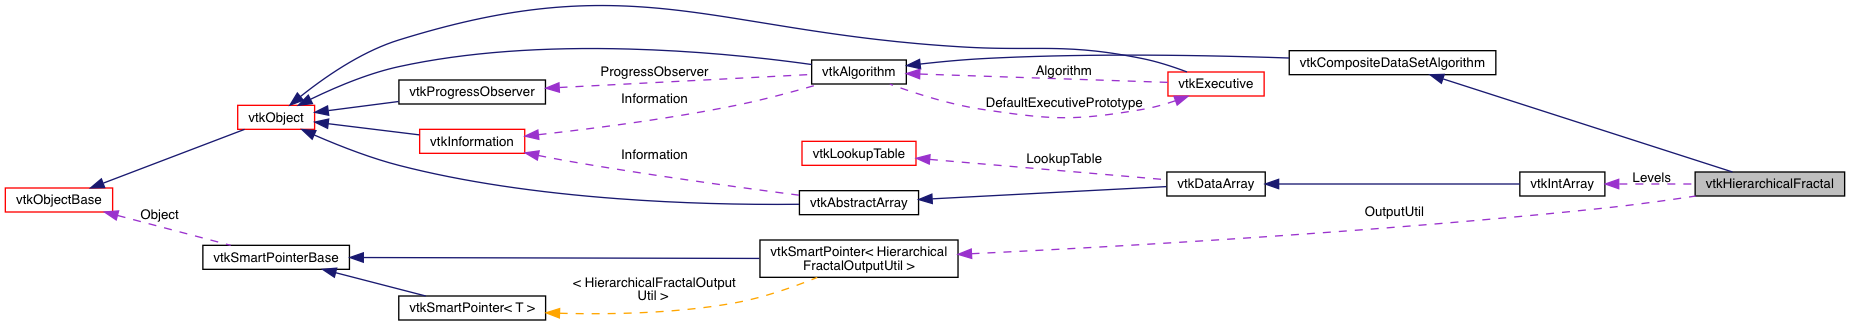 vtkCompositeDataSetAlgorithm
vtkAlgorithm
ProgressObserver
Algorithm
vtkExecutive
vtkProgressObserver
Information
DefaultExecutivePrototype
vtkObject
vtkInformation
Information
vtkLookupTable
LookupTable
vtkDataArray
vtkIntArray
Levels
vtkHierarchicalFractal
vtkObjectBase
vtkAbstractArray
Object
OutputUtil
vtkSmartPointerBase
vtkSmartPointer< Hierarchical
FractalOutputUtil >
< HierarchicalFractalOutput
Util >
vtkSmartPointer< T >